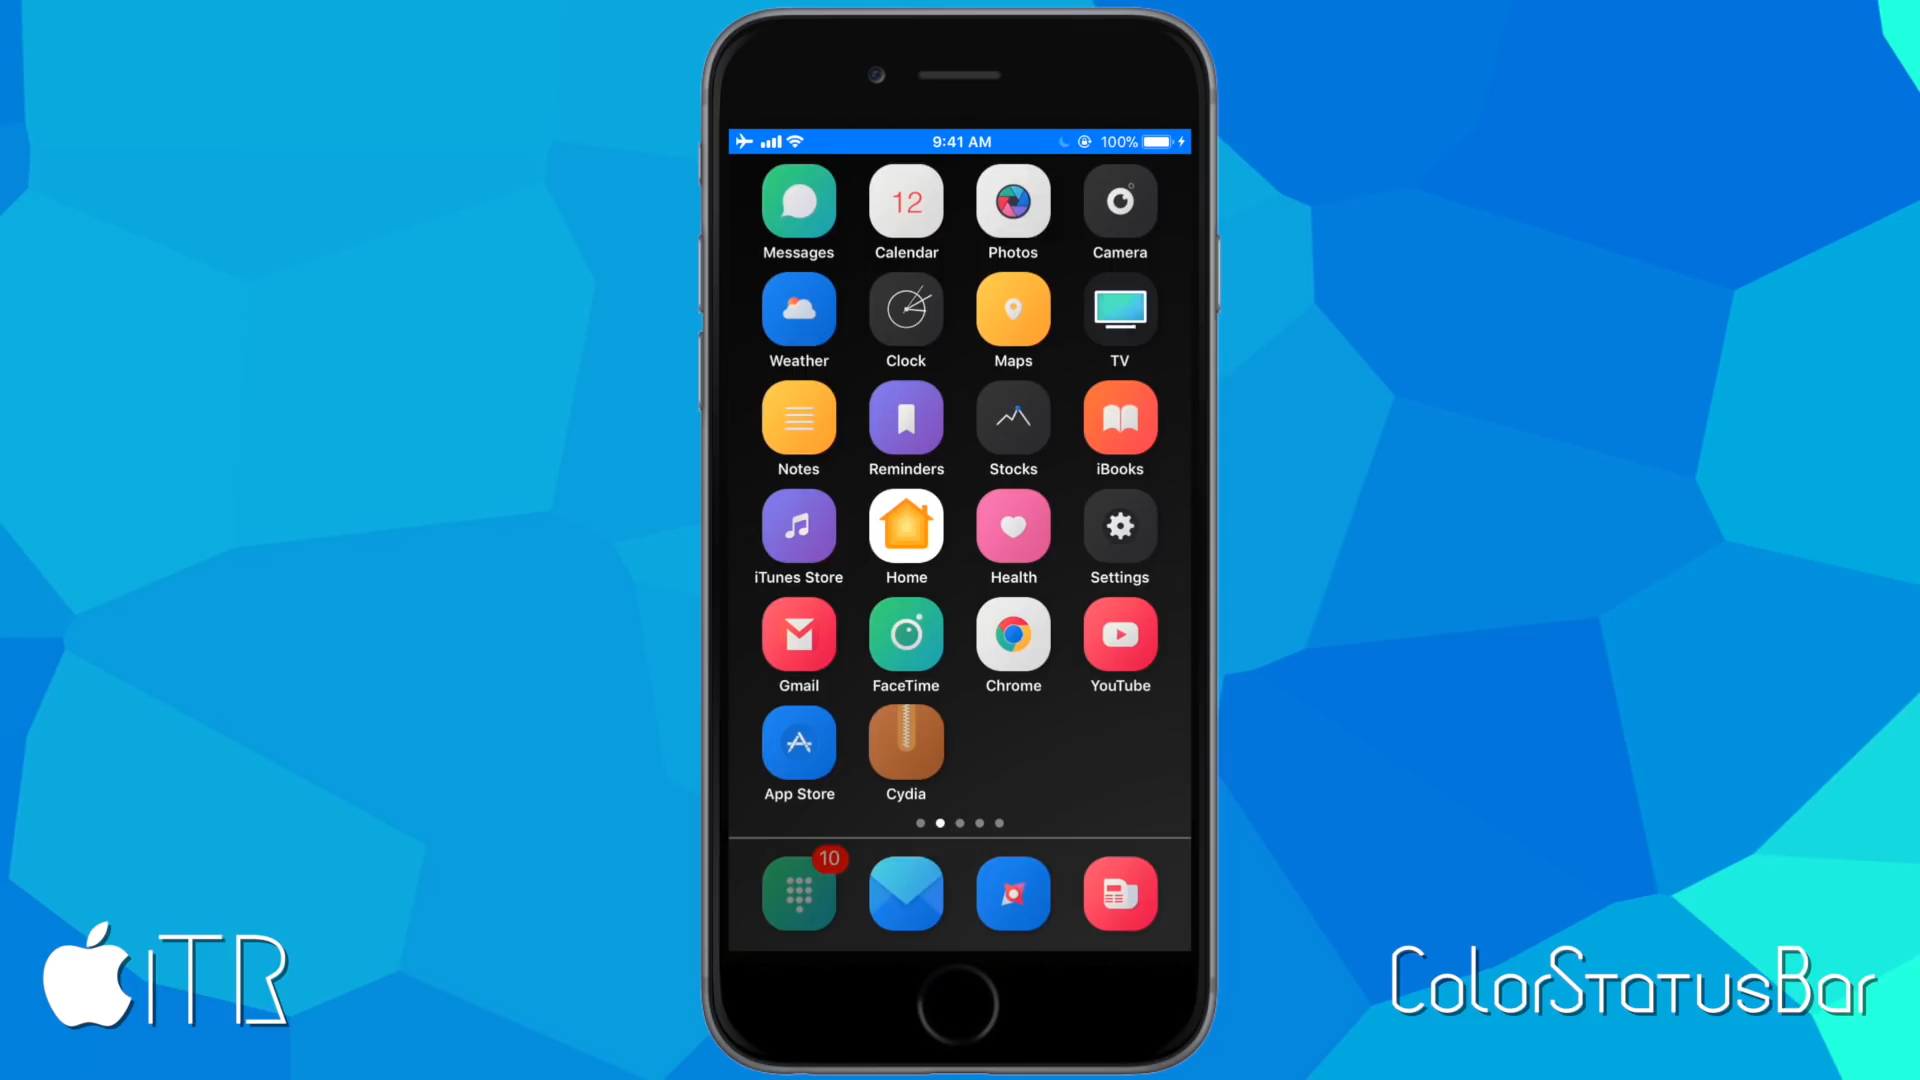 9:41 AM 100%
12
Messages Calendar Photos Camera
Weather Clock Maps TV
Notes Reminders Stocks iBooks
iTunes Store Home Health Settings
Gmail FaceTime Chrome YouTube
App Store Cydia
10
iTR
ColorStatusBar